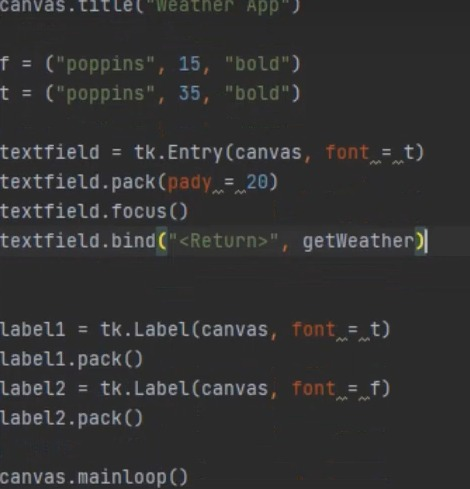 canvas.title("Weather App")
f = ("poppins", 15, "bold")
t = ("poppins", 35, "bold")
textfield = tk.Entry(canvas, font = t)
textfield.pack(pady = 20)
textfield.focus()
textfield.bind("<Return>", getWeather)
label1 = tk.Label(canvas, font = t)
label1.pack()
label2 = tk.Label(canvas, font = f)
label2.pack()
canvas.mainloop()